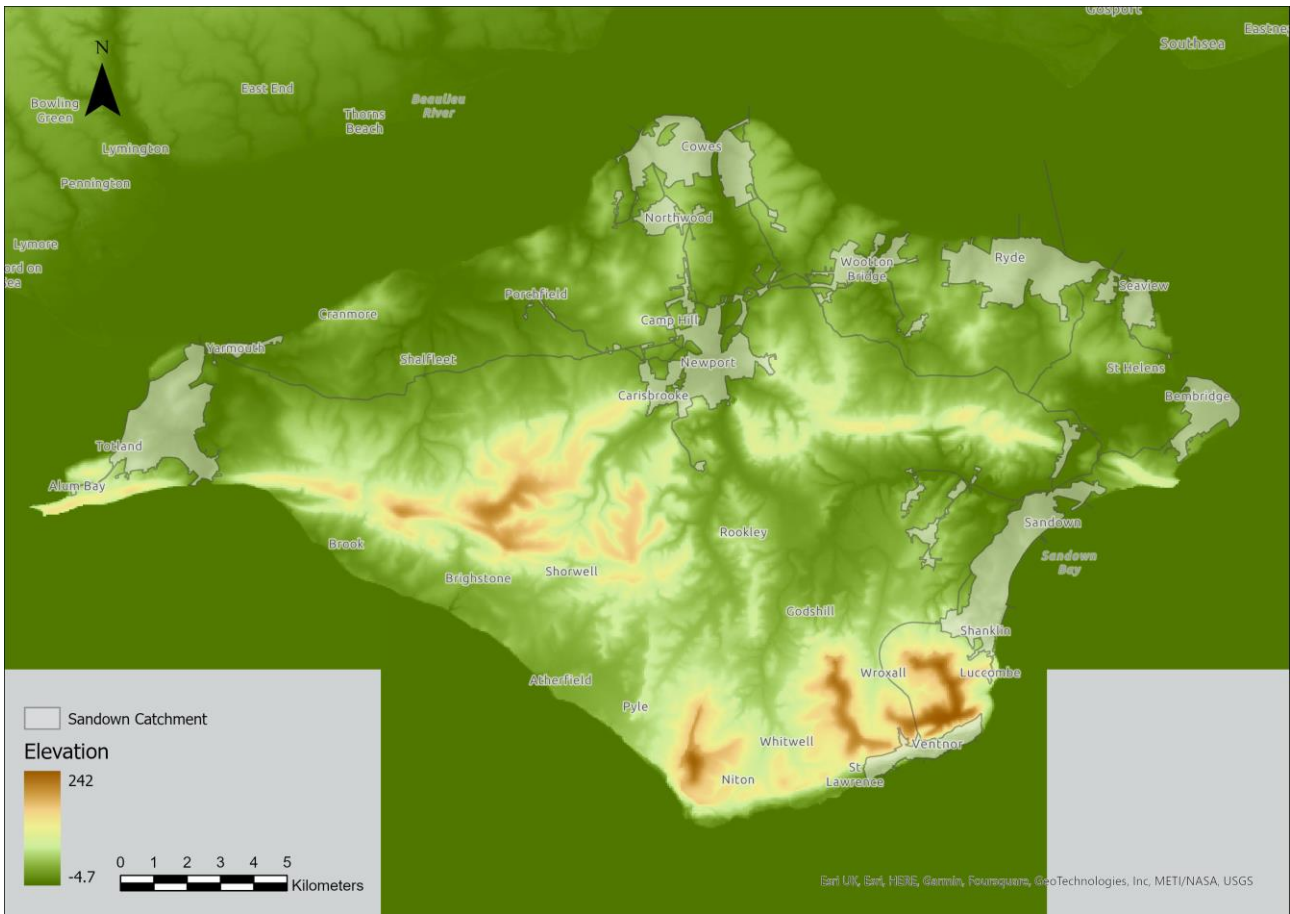 Gosport
Eastney
Southsea
N
East End
Beaulieu
River
Bowling
Green
Thorns
Beach
Lymington
Cowes
Pennington
Northwood
Lymore
Ryde
Wootton
Bridge
ord on
ea
Seaview
Porchfield
Cranmore
Camp Hill
Yarmouth
Shalfleet
Newport
St Helens
Carisbrooke
Bembridge
Totland
Alum Bay
Sandown
Rookley
Brook
Sandown
Bay
Brighstone
Shorwell
Godshill
Shanklin
Wroxall
Luccombe
Atherfield
Pyle
Whitwell
Ventnor
St
Lawrence
Niton
Sandown Catchment
Elevation
242
-4.7
0 1 2 3 4 5
Kilometers
Esri UK, Esri, HERE, Garmin, Foursquare, GeoTechnologies, Inc, METI/NASA, USGS